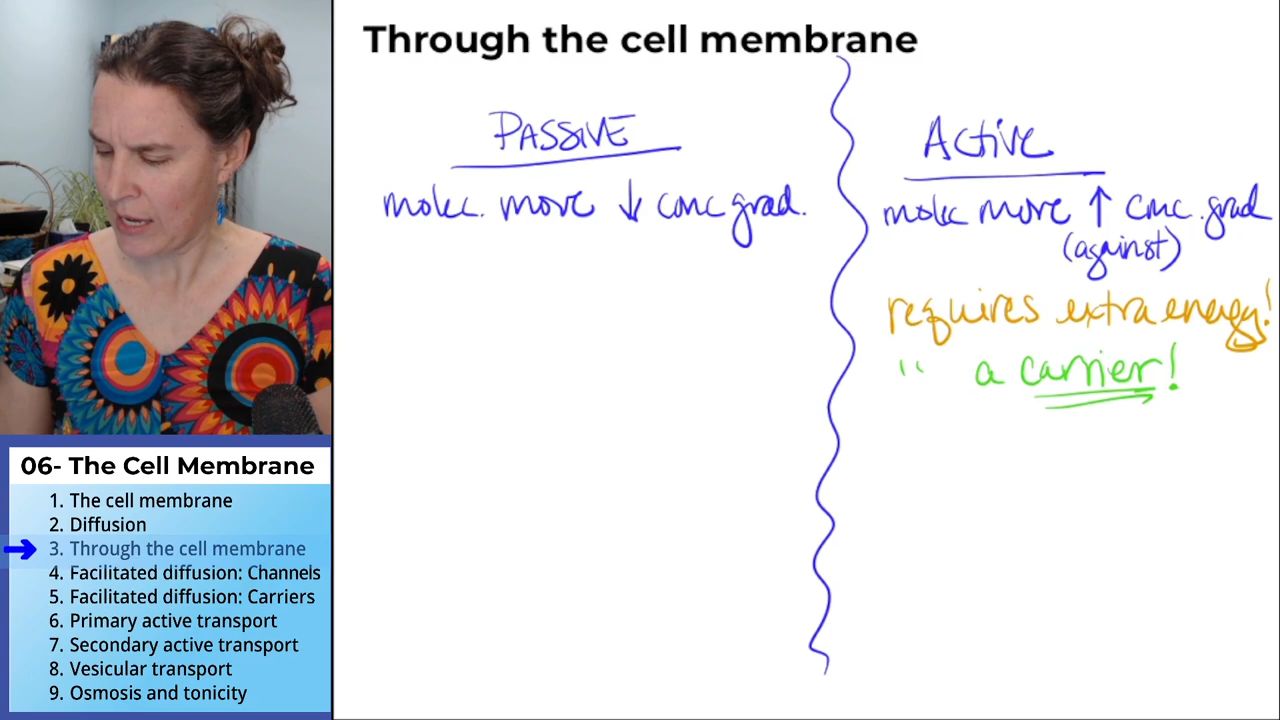 Through the cell membrane
PASSIVE
molec. move ↓ conc grad.
Active
molec move ↑ conc. grad
(against)
requires extra energy!
" a carrier!
06- The Cell Membrane
1. The cell membrane
2. Diffusion
3. Through the cell membrane
4. Facilitated diffusion: Channels
5. Facilitated diffusion: Carriers
6. Primary active transport
7. Secondary active transport
8. Vesicular transport
9. Osmosis and tonicity